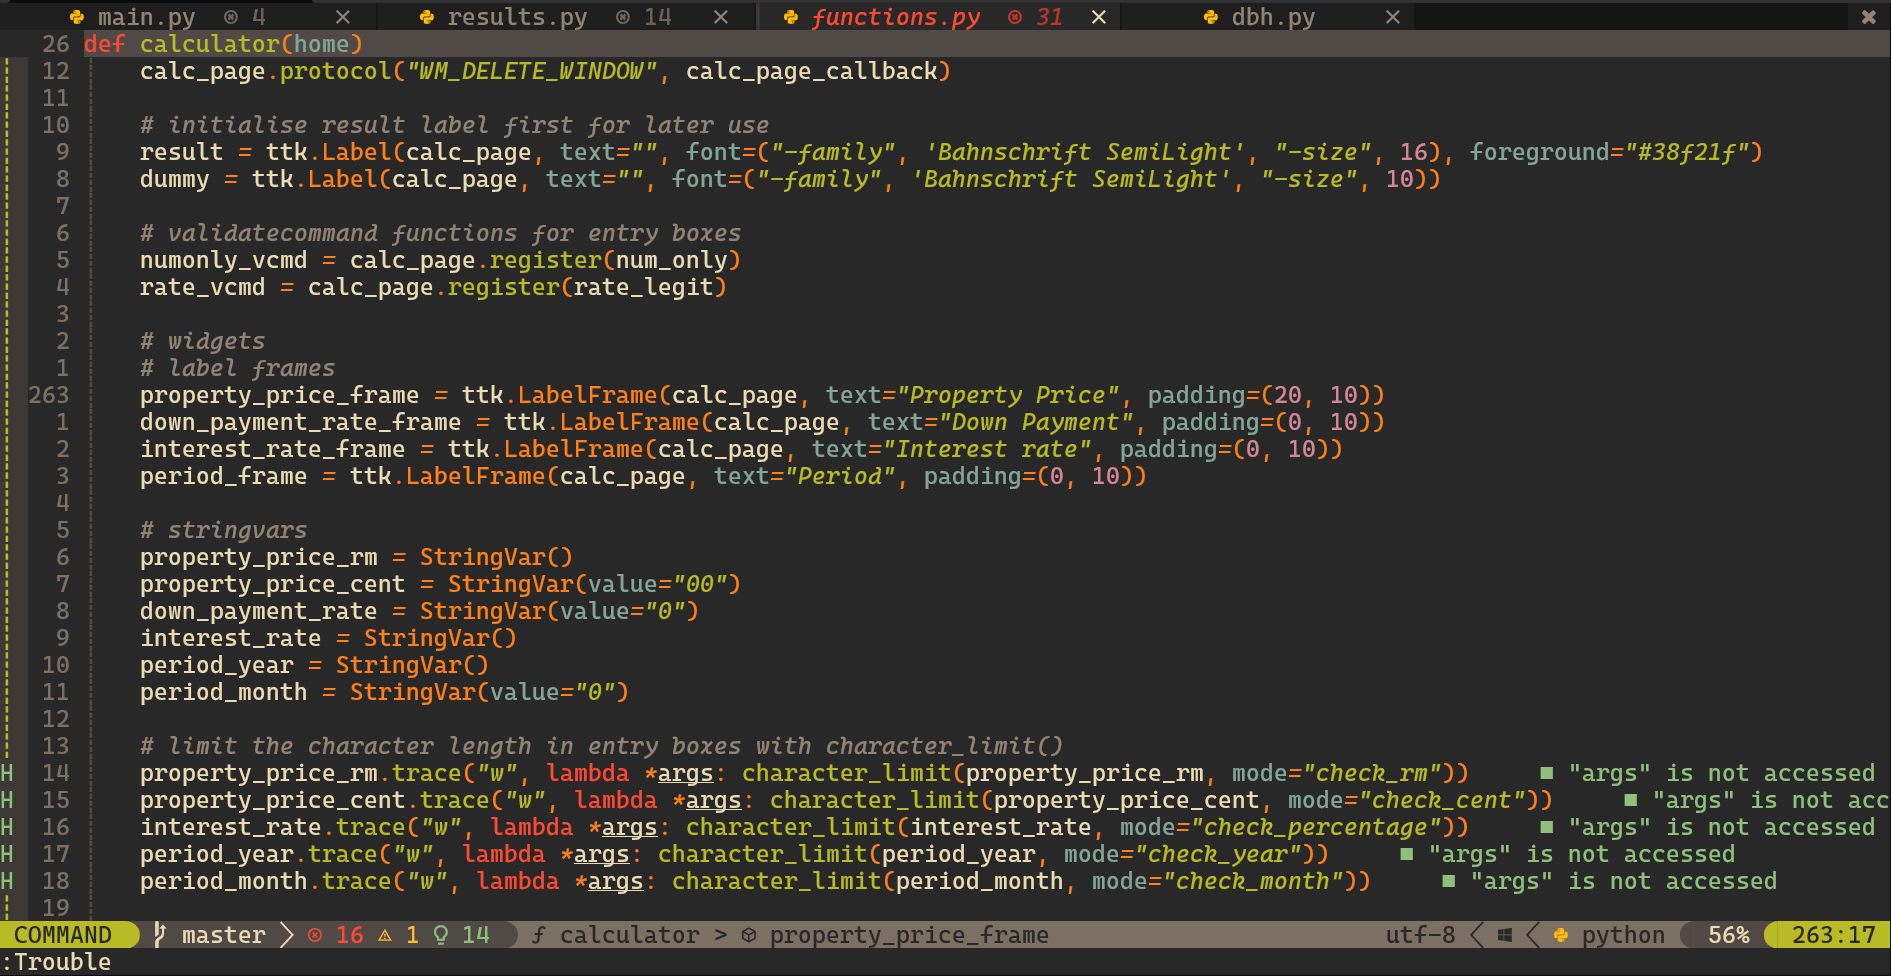 main.py 4 × results.py 14 × functions.py 31 × dbh.py ×
26 def calculator(home)
12 calc_page.protocol("WM_DELETE_WINDOW", calc_page_callback)
11
10 # initialise result label first for later use
9 result = ttk.Label(calc_page, text="", font=("-family", 'Bahnschrift SemiLight', "-size", 16), foreground="#38f21f")
8 dummy = ttk.Label(calc_page, text="", font=("-family", 'Bahnschrift SemiLight', "-size", 10))
7
6 # validatecommand functions for entry boxes
5 numonly_vcmd = calc_page.register(num_only)
4 rate_vcmd = calc_page.register(rate_legit)
3
2 # widgets
1 # label frames
263 property_price_frame = ttk.LabelFrame(calc_page, text="Property Price", padding=(20, 10))
1 down_payment_rate_frame = ttk.LabelFrame(calc_page, text="Down Payment", padding=(0, 10))
2 interest_rate_frame = ttk.LabelFrame(calc_page, text="Interest rate", padding=(0, 10))
3 period_frame = ttk.LabelFrame(calc_page, text="Period", padding=(0, 10))
4
5 # stringvars
6 property_price_rm = StringVar()
7 property_price_cent = StringVar(value="00")
8 down_payment_rate = StringVar(value="0")
9 interest_rate = StringVar()
10 period_year = StringVar()
11 period_month = StringVar(value="0")
12
13 # limit the character length in entry boxes with character_limit()
H 14 property_price_rm.trace("w", lambda *args: character_limit(property_price_rm, mode="check_rm")) ■ "args" is not accessed
H 15 property_price_cent.trace("w", lambda *args: character_limit(property_price_cent, mode="check_cent")) ■ "args" is not acc
H 16 interest_rate.trace("w", lambda *args: character_limit(interest_rate, mode="check_percentage")) ■ "args" is not accessed
H 17 period_year.trace("w", lambda *args: character_limit(period_year, mode="check_year")) ■ "args" is not accessed
H 18 period_month.trace("w", lambda *args: character_limit(period_month, mode="check_month")) ■ "args" is not accessed
19
COMMAND master 16 1 14 f calculator > property_price_frame utf-8 python 56% 263:17
:Trouble